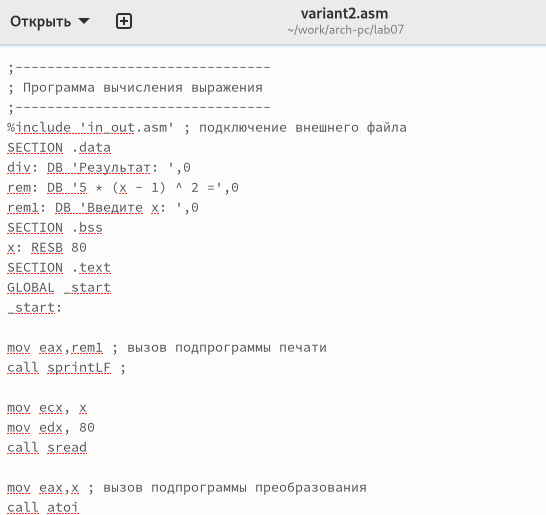 Открыть
variant2.asm
~/work/arch-pc/lab07
;--------------------------------
; Программа вычисления выражения
;--------------------------------
%include 'in_out.asm' ; подключение внешнего файла
SECTION .data
div: DB 'Результат: ',0
rem: DB '5 * (x - 1) ^ 2 =',0
rem1: DB 'Введите x: ',0
SECTION .bss
x: RESB 80
SECTION .text
GLOBAL _start
_start:
mov eax,rem1 ; вызов подпрограммы печати
call sprintLF ;
mov ecx, x
mov edx, 80
call sread
mov eax,x ; вызов подпрограммы преобразования
call atoi